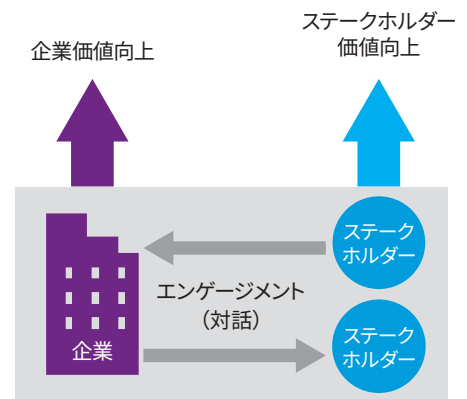 企業価値向上
ステークホルダー
価値向上
ステーク
ホルダー
エンゲージメント
（対話）
企業
ステーク
ホルダー